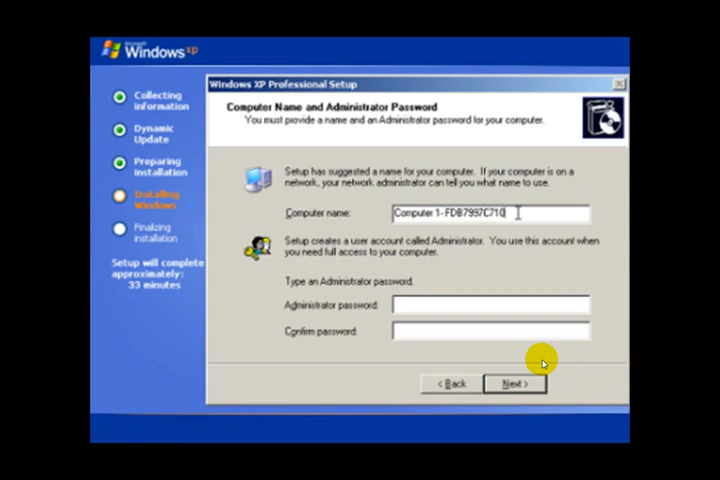 Microsoft
Windows xp
Collecting
information
Dynamic
Update
Preparing
installation
Installing
Windows
Finalizing
installation
Setup will complete
approximately:
33 minutes
Windows XP Professional Setup
Computer Name and Administrator Password
You must provide a name and an Administrator password for your computer.
Setup has suggested a name for your computer. If your computer is on a
network, your network administrator can tell you what name to use.
Computer name:
Computer 1- FDB7997C710
Setup creates a user account called Administrator. You use this account when
you need full access to your computer.
Type an Administrator password.
Administrator password:
Confirm password:
< Back
Next >